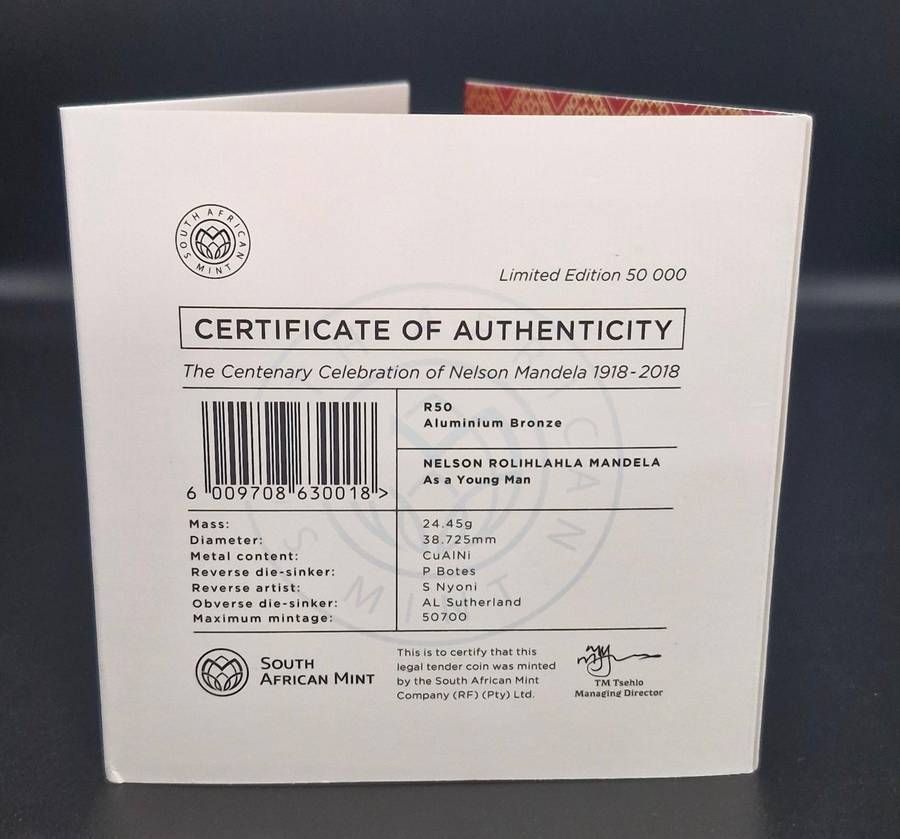 SOUTH AFRICAN MINT
Limited Edition 50 000
CERTIFICATE OF AUTHENTICITY
The Centenary Celebration of Nelson Mandela 1918-2018
R50
Aluminium Bronze
NELSON ROLIHLAHLA MANDELA
As a Young Man
6 009708 630018 >
Mass: 24.45g
Diameter: 38.725mm
Metal content: CuAlNi
Reverse die-sinker: P Botes
Reverse artist: S Nyoni
Obverse die-sinker: AL Sutherland
Maximum mintage: 50700
SOUTH
AFRICAN MINT
This is to certify that this
legal tender coin was minted
by the South African Mint
Company (RF) (Pty) Ltd.
TM Tsehlo
Managing Director